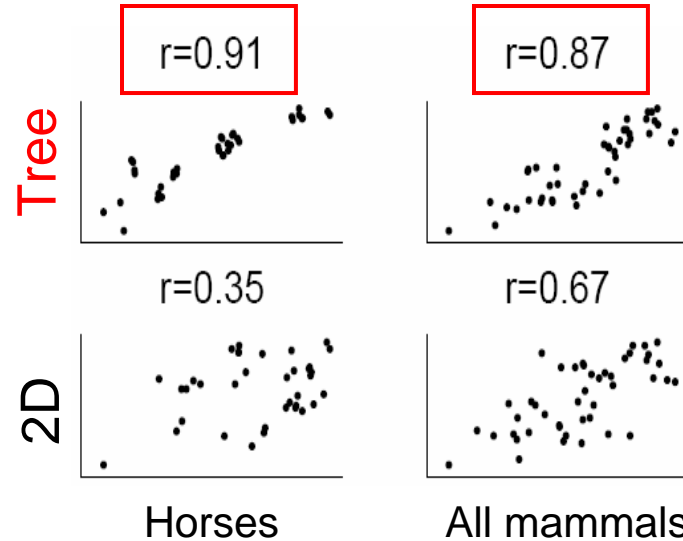 r=0.91
r=0.87
Tree
r=0.35
r=0.67
2D
Horses
All mammals